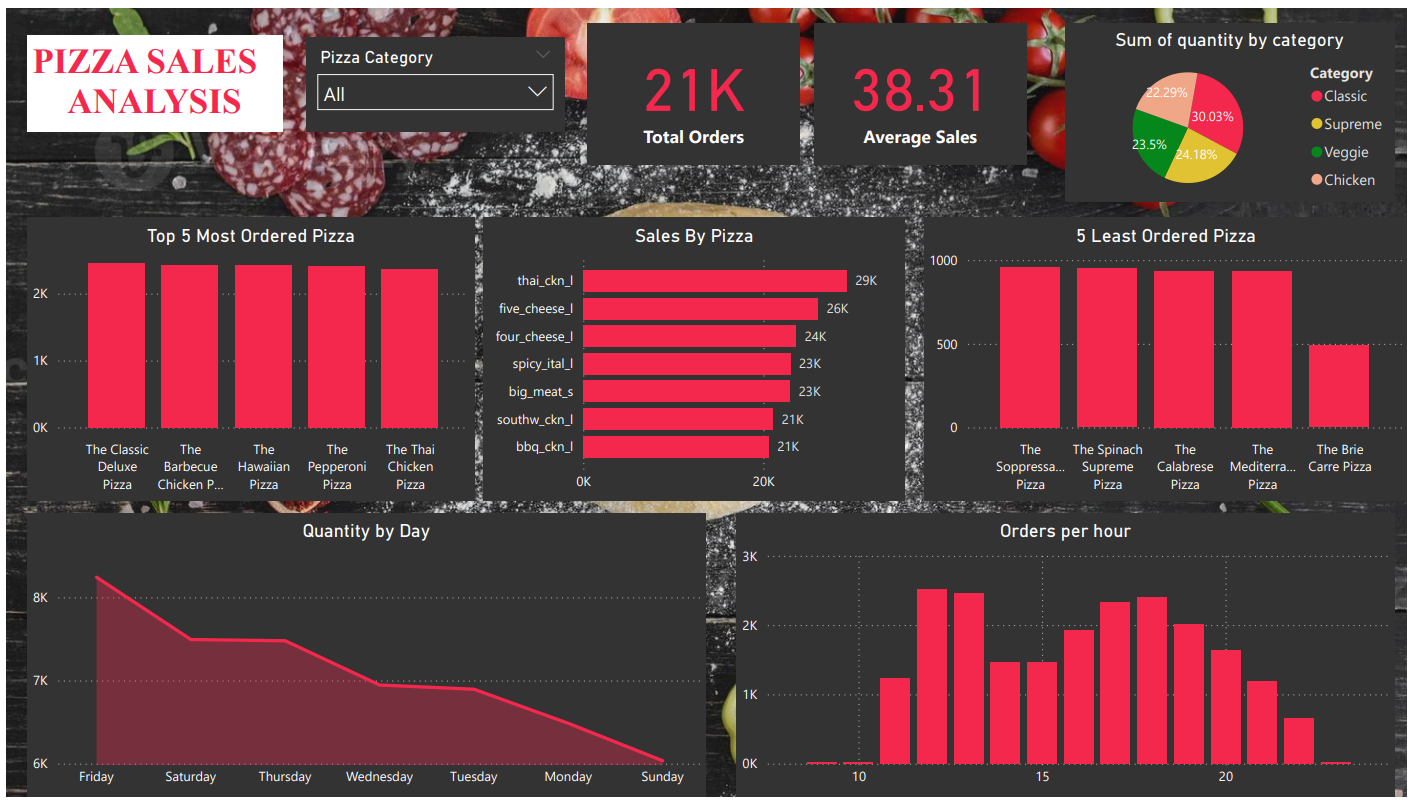 PIZZA SALES
ANALYSIS
Pizza Category
All
21K
Total Orders
38.31
Average Sales
Sum of quantity by category
22.29%
30.03%
23.5%
24.18%
Category
Classic
Supreme
Veggie
Chicken
Top 5 Most Ordered Pizza
2K
1K
0K
The Classic
Deluxe
Pizza
The
Barbecue
Chicken P...
The
Hawaiian
Pizza
The
Pepperoni
Pizza
The Thai
Chicken
Pizza
Sales By Pizza
thai_ckn_l
29K
five_cheese_l
26K
four_cheese_l
24K
spicy_ital_l
23K
big_meat_s
23K
southw_ckn_l
21K
bbq_ckn_l
21K
0K
20K
5 Least Ordered Pizza
1000
500
0
The
Soppressa...
Pizza
The Spinach
Supreme
Pizza
The
Calabrese
Pizza
The
Mediterra...
Pizza
The Brie
Carre Pizza
Quantity by Day
8K
7K
6K
Friday
Saturday
Thursday
Wednesday
Tuesday
Monday
Sunday
Orders per hour
3K
2K
1K
0K
10
15
20